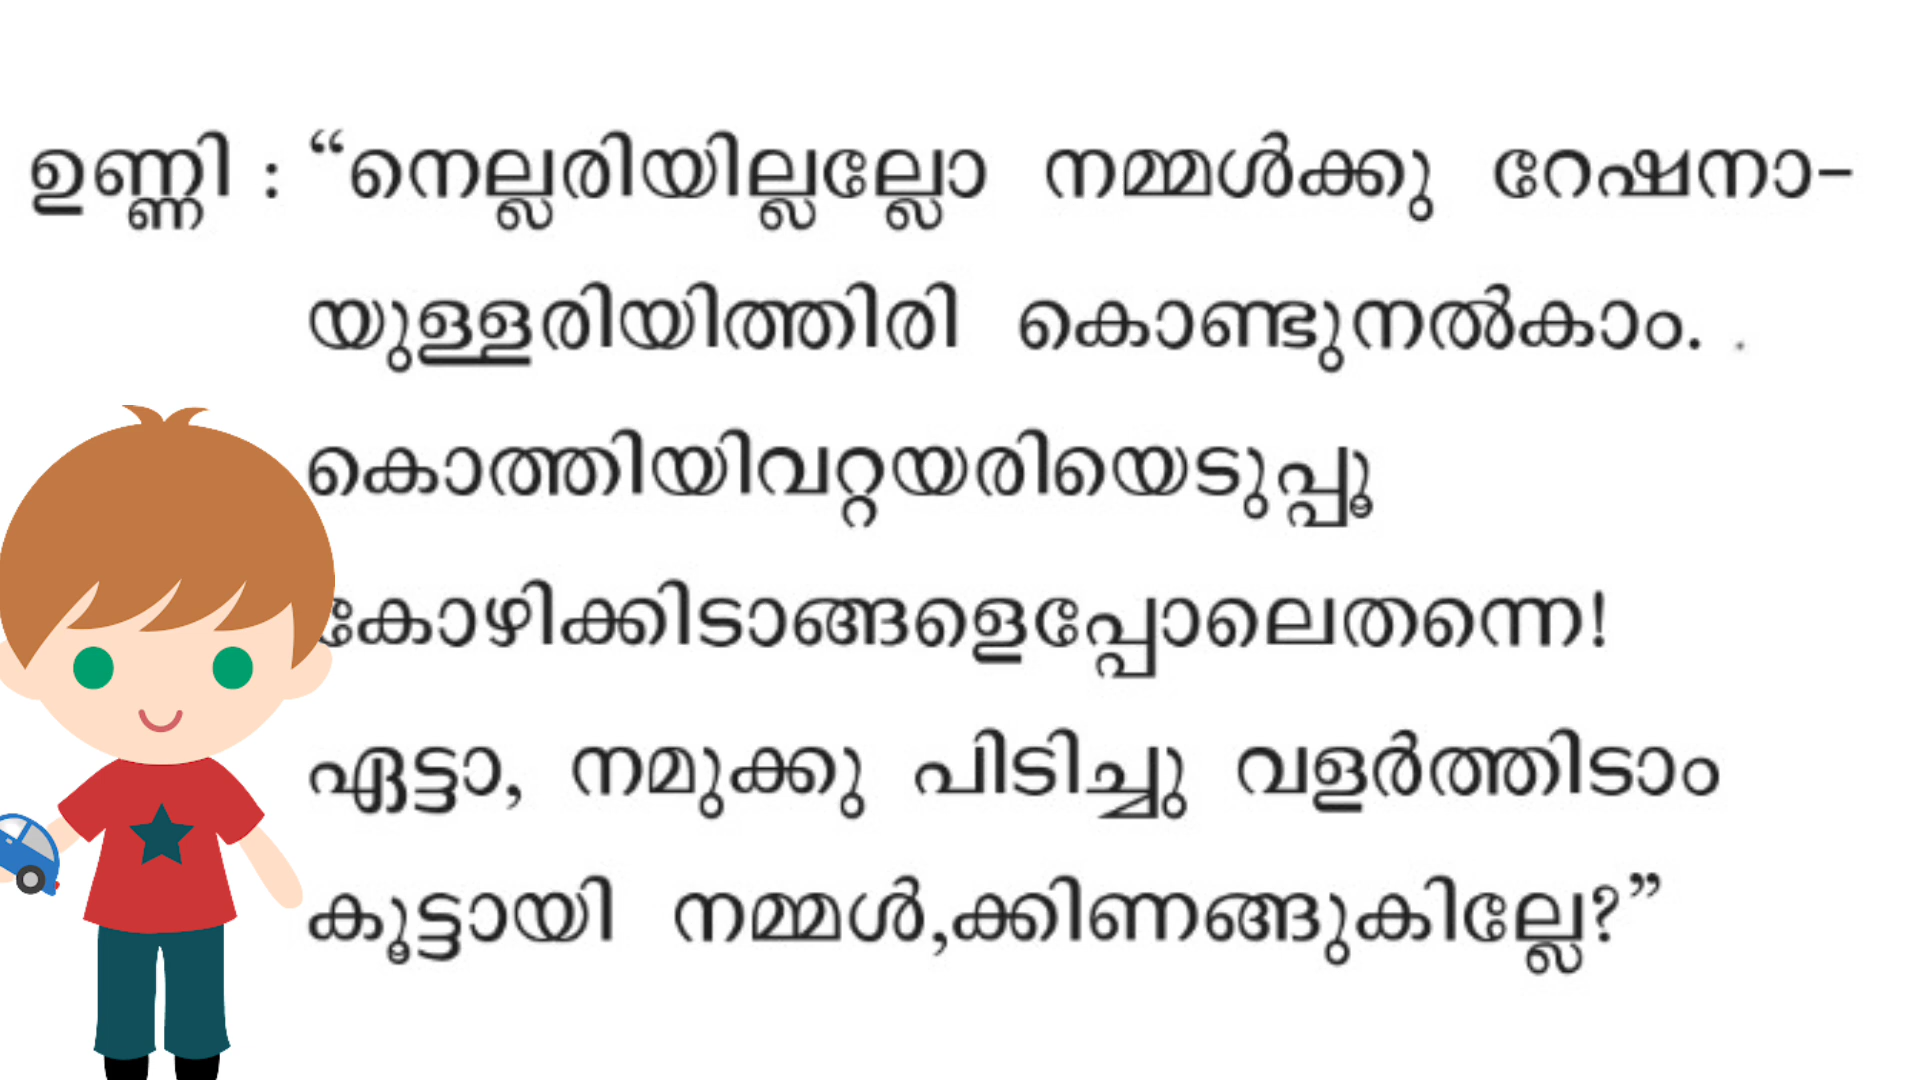 ഉണ്ണി : “നെല്ലരിയില്ലല്ലോ നമ്മൾക്കു റേഷനാ-
യുള്ളരിയിത്തിരി കൊണ്ടുനൽകാം. .
കൊത്തിയിവറ്റയരിയെടുപ്പൂ
കോഴിക്കിടാങ്ങളെപ്പോലെതന്നെ!
ഏട്ടാ, നമുക്കു പിടിച്ചു വളർത്തിടാം
കൂട്ടായി നമ്മൾ,ക്കിണങ്ങുകില്ലേ?”